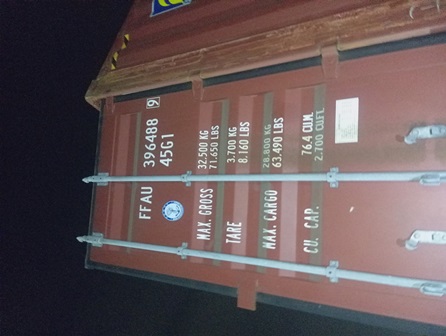 FFAU 396488 9
45G1
MAX. GROSS 32.500 KG
71.650 LBS
TARE 3.700 KG
8.160 LBS
MAX. CARGO 28.800 KG
63.490 LBS
CU. CAP. 76.4 CU.M.
2.700 CU.FT.